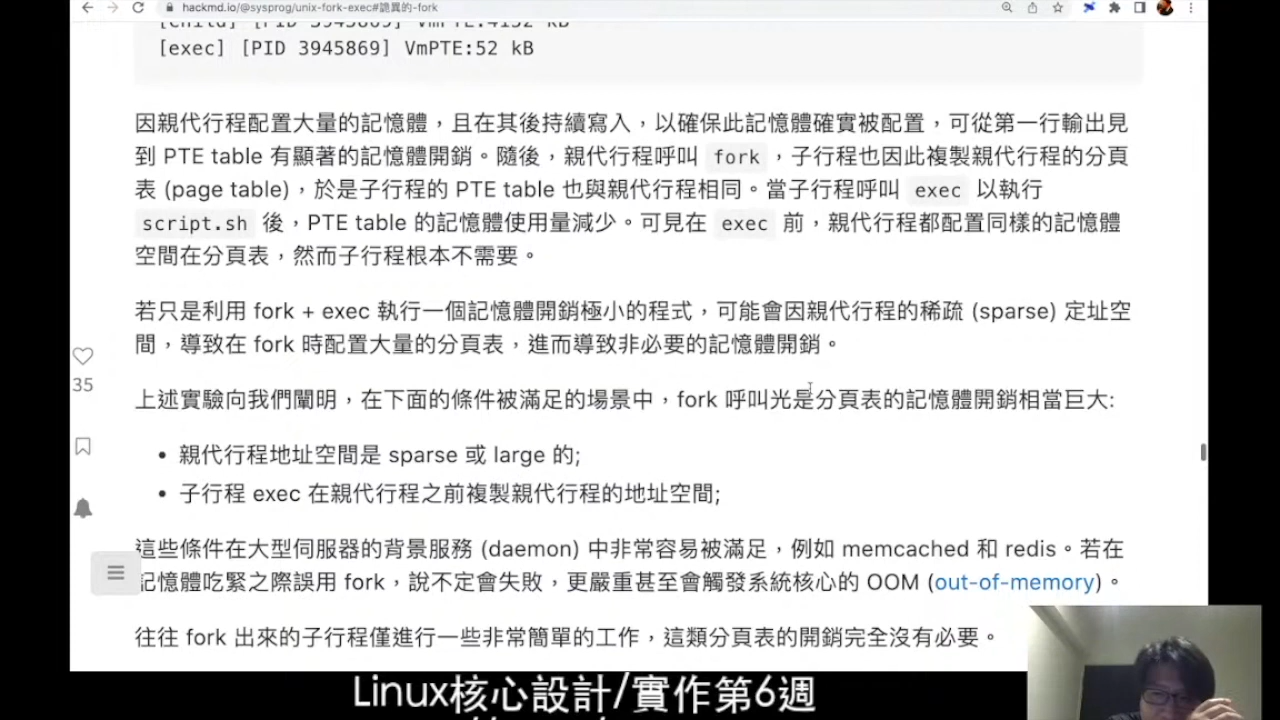 hackmd.io/@sysprog/unix-fork-exec#詭異的-fork
[child] [PID 3945869] VmPTE:4152 kB
[exec] [PID 3945869] VmPTE:52 kB
因親代行程配置大量的記憶體，且在其後持續寫入，以確保此記憶體確實被配置，可從第一行輸出見
到 PTE table 有顯著的記憶體開銷。隨後，親代行程呼叫 fork ，子行程也因此複製親代行程的分頁
表 (page table)，於是子行程的 PTE table 也與親代行程相同。當子行程呼叫 exec 以執行
script.sh 後，PTE table 的記憶體使用量減少。可見在 exec 前，親代行程都配置同樣的記憶體
空間在分頁表，然而子行程根本不需要。
若只是利用 fork + exec 執行一個記憶體開銷極小的程式，可能會因親代行程的稀疏 (sparse) 定址空
間，導致在 fork 時配置大量的分頁表，進而導致非必要的記憶體開銷。
35
上述實驗向我們闡明，在下面的條件被滿足的場景中，fork 呼叫光是分頁表的記憶體開銷相當巨大:
• 親代行程地址空間是 sparse 或 large 的;
• 子行程 exec 在親代行程之前複製親代行程的地址空間;
這些條件在大型伺服器的背景服務 (daemon) 中非常容易被滿足，例如 memcached 和 redis。若在
記憶體吃緊之際誤用 fork，說不定會失敗，更嚴重甚至會觸發系統核心的 OOM (out-of-memory)。
往往 fork 出來的子行程僅進行一些非常簡單的工作，這類分頁表的開銷完全沒有必要。
Linux核心設計/實作第6週